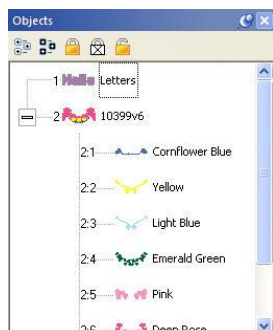 Objects
1 Hello Letters
2 10399v6
2:1 Cornflower Blue
2:2 Yellow
2:3 Light Blue
2:4 Emerald Green
2:5 Pink
2:6 Deep Rose